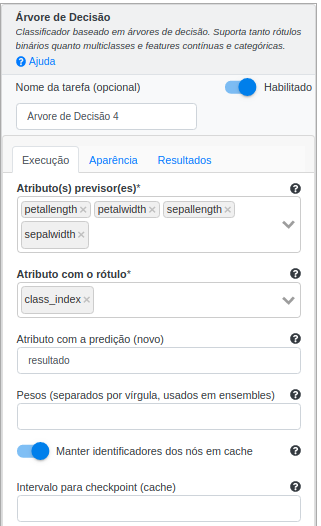 Árvore de Decisão
Classificador baseado em árvores de decisão. Suporta tanto rótulos
binários quanto multiclasses e features contínuas e categóricas.
Ajuda
Nome da tarefa (opcional)
Habilitado
Árvore de Decisão 4
Execução Aparência Resultados
Atributo(s) previsor(es)*
petallength × petalwidth × sepallength ×
sepalwidth ×
Atributo com o rótulo*
class_index ×
Atributo com a predição (novo)
resultado
Pesos (separados por vírgula, usados em ensembles)
Manter identificadores dos nós em cache
Intervalo para checkpoint (cache)